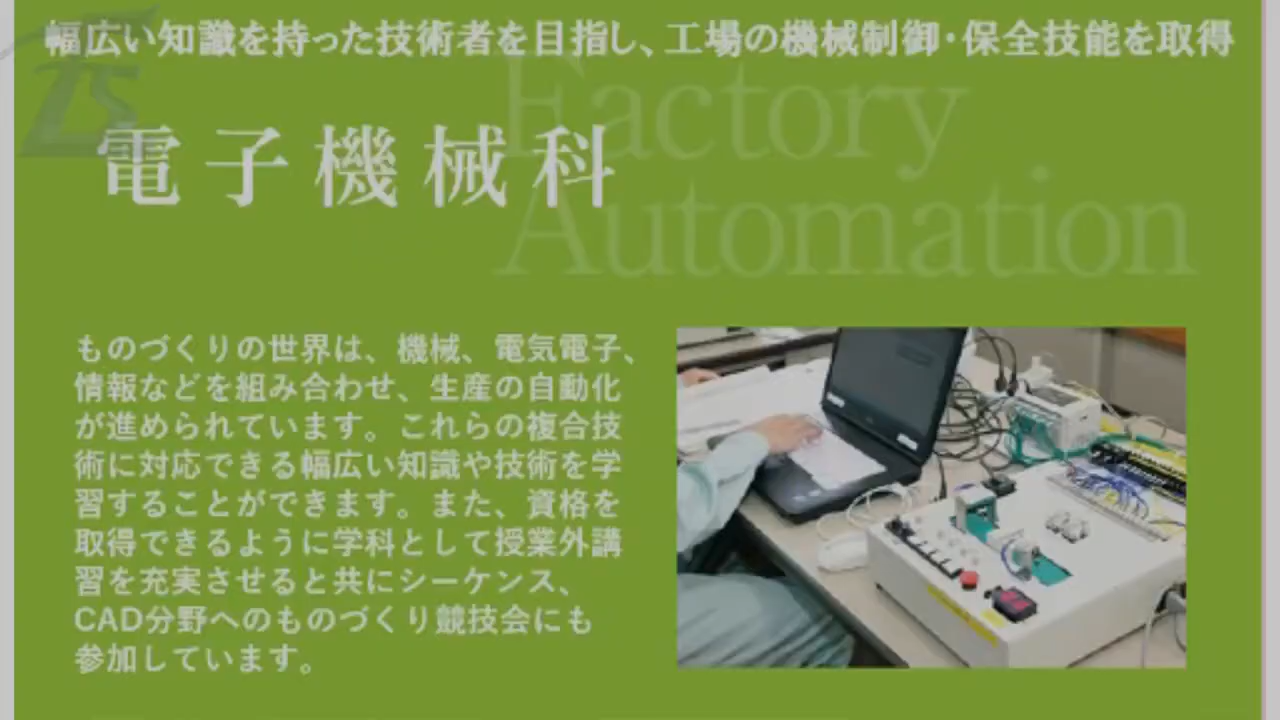 幅広い知識を持った技術者を目指し、工場の機械制御・保全技能を取得
電子機械科
Factory
Automation
ものづくりの世界は、機械、電気電子、
情報などを組み合わせ、生産の自動化
が進められています。これらの複合技
術に対応できる幅広い知識や技術を学
習することができます。また、資格を
取得できるように学科として授業外講
習を充実させると共にシーケンス、
CAD分野へのものづくり競技会にも
参加しています。